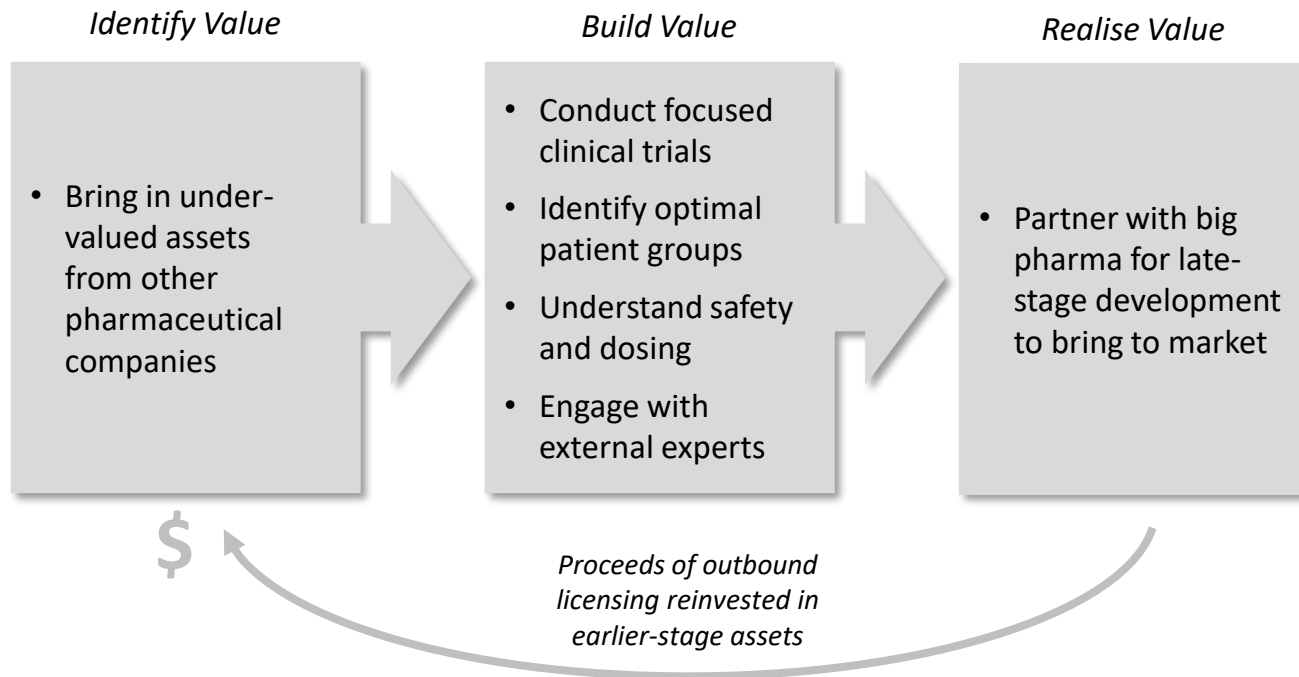 Identify Value
• Bring in under-
valued assets
from other
pharmaceutical
companies
Build Value
• Conduct focused
clinical trials
• Identify optimal
patient groups
• Understand safety
and dosing
• Engage with
external experts
Realise Value
• Partner with big
pharma for late-
stage development
to bring to market
$
Proceeds of outbound
licensing reinvested in
earlier-stage assets